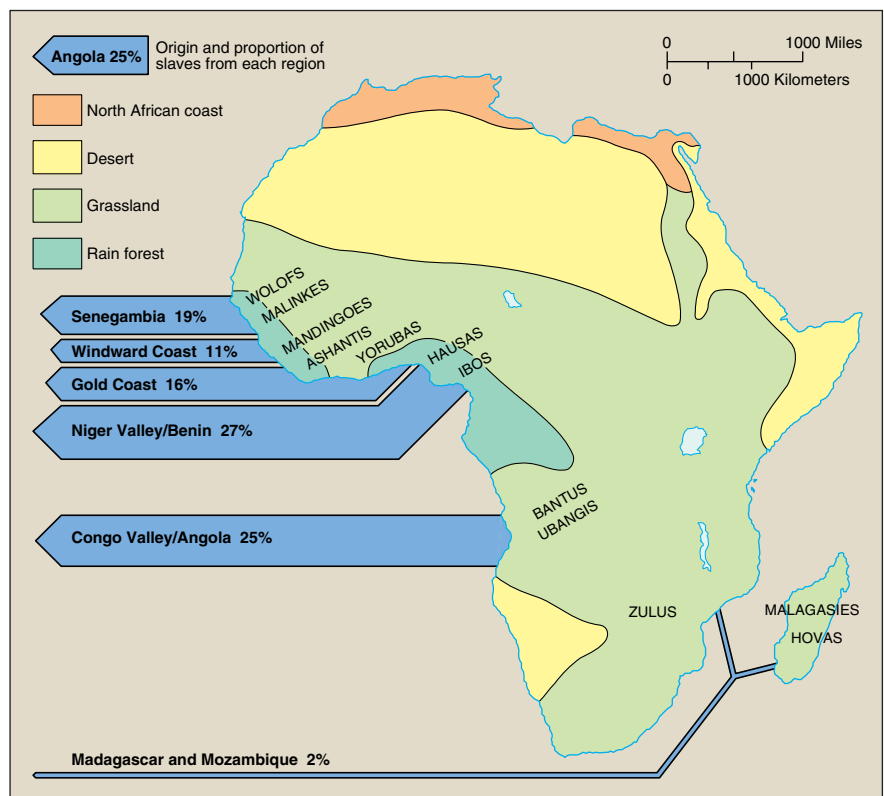 Angola 25%
Origin and proportion of
slaves from each region
0 1000 Miles
0 1000 Kilometers
North African coast
Desert
Grassland
Rain forest
WOLOFS
MALINKES
MANDINGOES
ASHANTIS
YORUBAS
HAUSAS
IBOS
Senegambia 19%
Windward Coast 11%
Gold Coast 16%
Niger Valley/Benin 27%
BANTUS
UBANGIS
Congo Valley/Angola 25%
ZULUS
MALAGASIES
HOVAS
Madagascar and Mozambique 2%